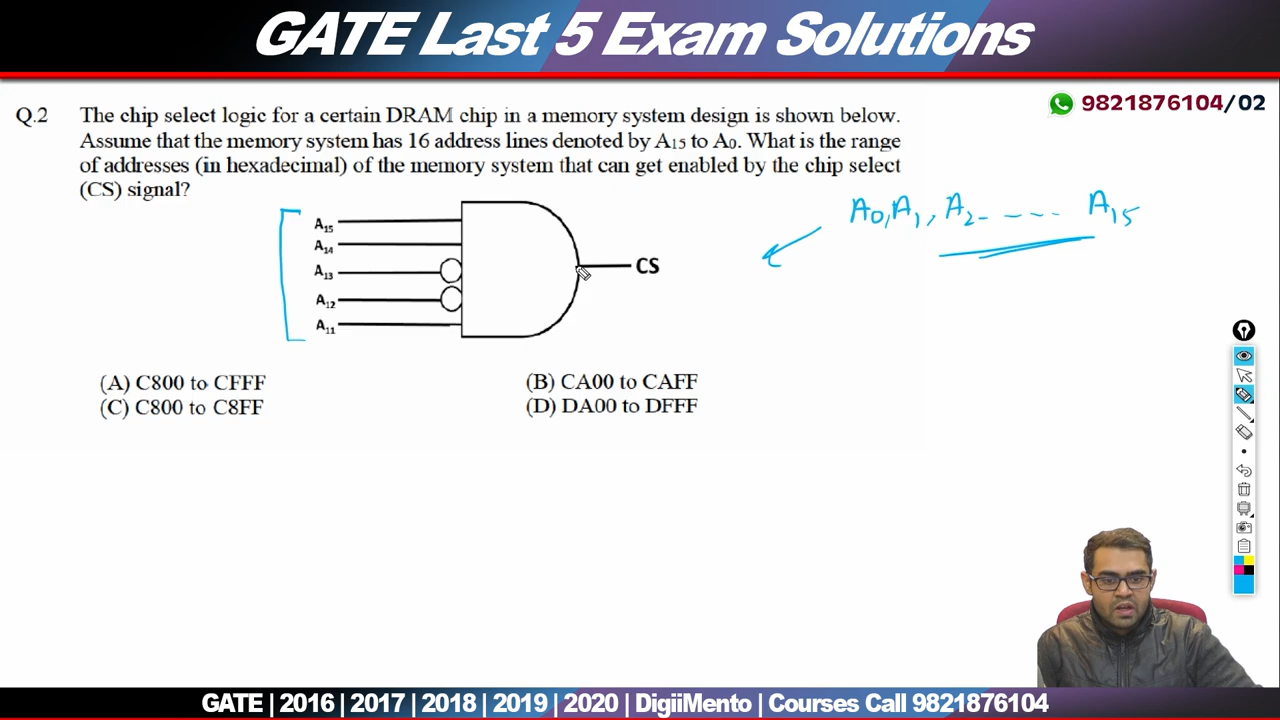 GATE Last 5 Exam Solutions
9821876104/02
Q.2 The chip select logic for a certain DRAM chip in a memory system design is shown below.
Assume that the memory system has 16 address lines denoted by A₁₅ to A₀. What is the range
of addresses (in hexadecimal) of the memory system that can get enabled by the chip select
(CS) signal?
A₀, A₁, A₂ - - - - A₁₅
A₁₅
A₁₄
A₁₃
A₁₂
A₁₁
CS
(A) C800 to CFFF (B) CA00 to CAFF
(C) C800 to C8FF (D) DA00 to DFFF
GATE | 2016 | 2017 | 2018 | 2019 | 2020 | DigiiMento | Courses Call 9821876104